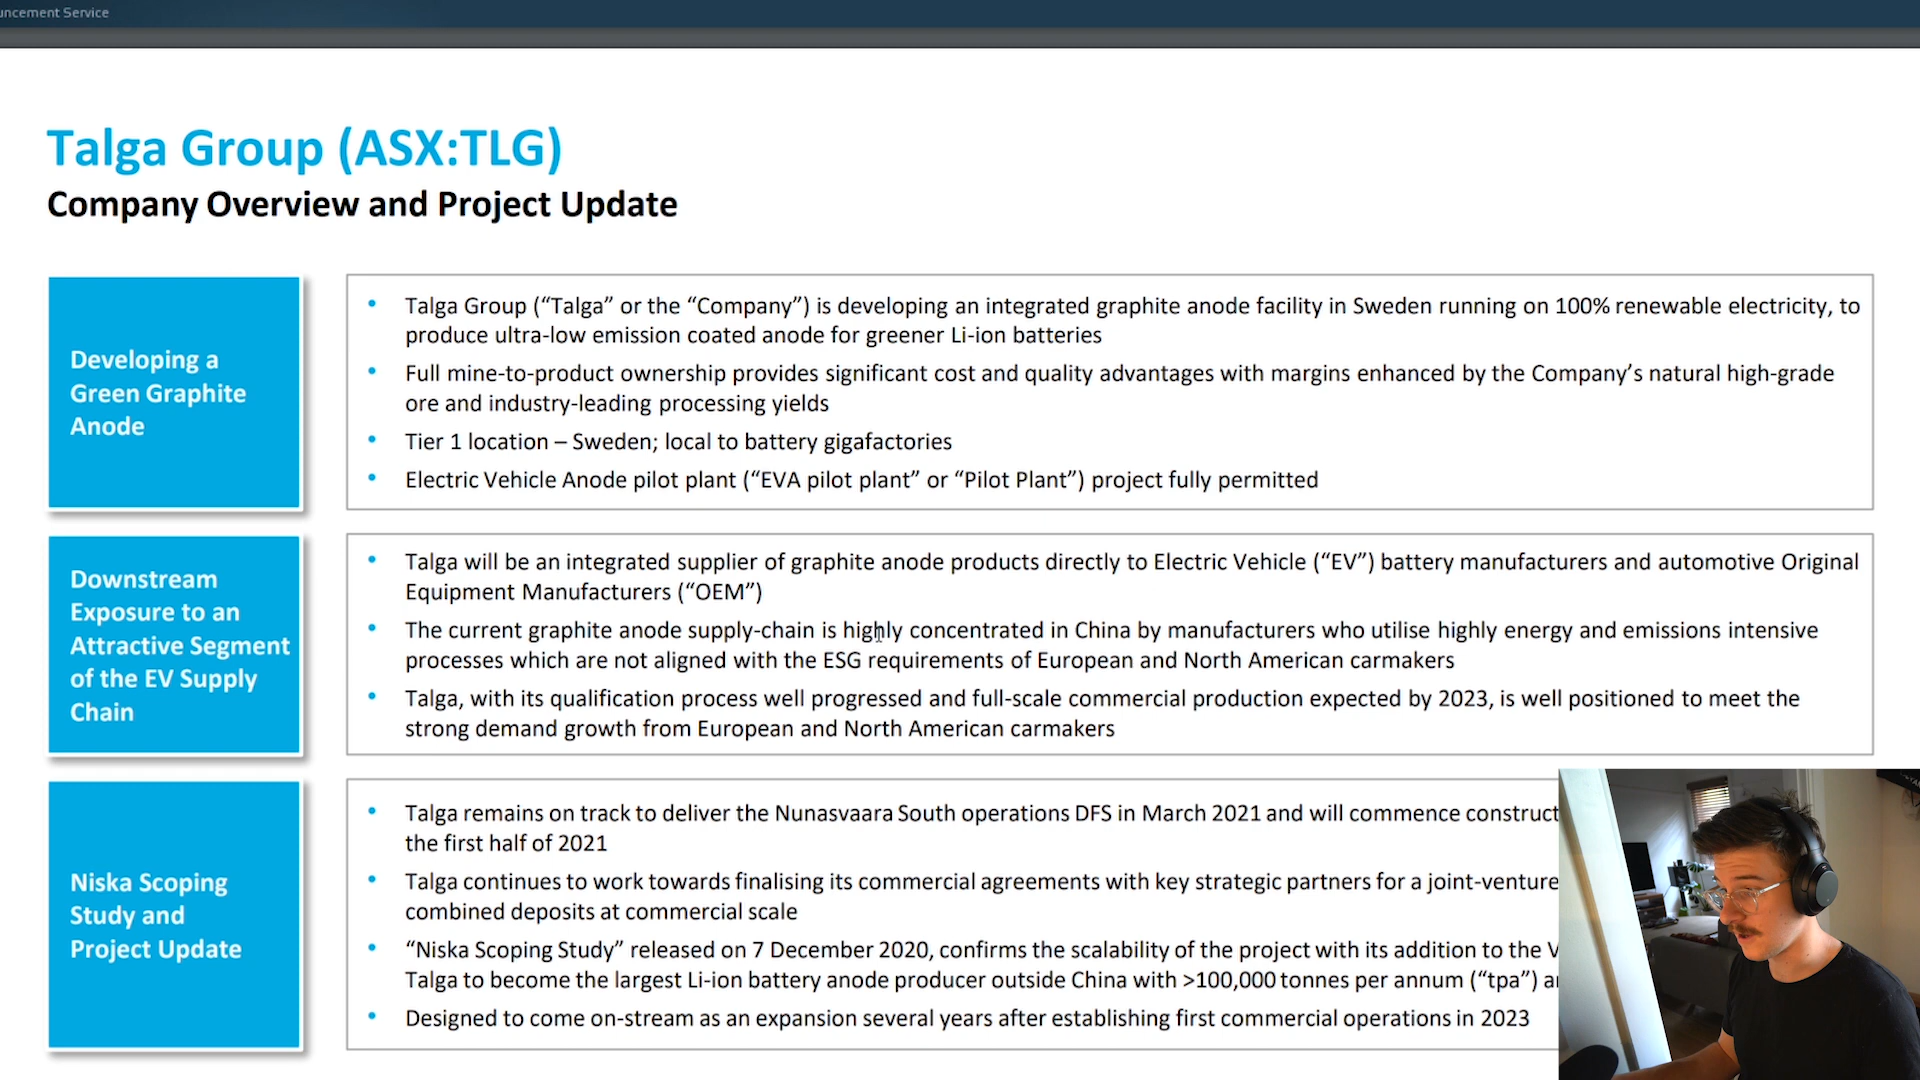 uncement Service
Talga Group (ASX:TLG)
Company Overview and Project Update
Developing a
Green Graphite
Anode
• Talga Group (“Talga” or the “Company”) is developing an integrated graphite anode facility in Sweden running on 100% renewable electricity, to
produce ultra-low emission coated anode for greener Li-ion batteries
• Full mine-to-product ownership provides significant cost and quality advantages with margins enhanced by the Company’s natural high-grade
ore and industry-leading processing yields
• Tier 1 location – Sweden; local to battery gigafactories
• Electric Vehicle Anode pilot plant (“EVA pilot plant” or “Pilot Plant”) project fully permitted
Downstream
Exposure to an
Attractive Segment
of the EV Supply
Chain
• Talga will be an integrated supplier of graphite anode products directly to Electric Vehicle (“EV”) battery manufacturers and automotive Original
Equipment Manufacturers (“OEM”)
• The current graphite anode supply-chain is highly concentrated in China by manufacturers who utilise highly energy and emissions intensive
processes which are not aligned with the ESG requirements of European and North American carmakers
• Talga, with its qualification process well progressed and full-scale commercial production expected by 2023, is well positioned to meet the
strong demand growth from European and North American carmakers
Niska Scoping
Study and
Project Update
• Talga remains on track to deliver the Nunasvaara South operations DFS in March 2021 and will commence construct
the first half of 2021
• Talga continues to work towards finalising its commercial agreements with key strategic partners for a joint-venture
combined deposits at commercial scale
• “Niska Scoping Study” released on 7 December 2020, confirms the scalability of the project with its addition to the V
Talga to become the largest Li-ion battery anode producer outside China with >100,000 tonnes per annum (“tpa”)
• Designed to come on-stream as an expansion several years after establishing first commercial operations in 2023